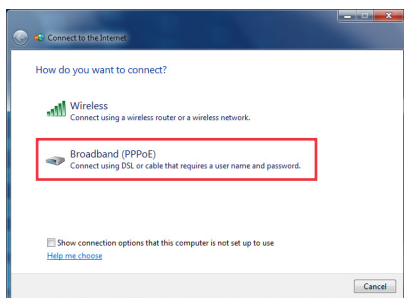 Connect to the Internet
How do you want to connect?
Wireless
Connect using a wireless router or a wireless network.
Broadband (PPPoE)
Connect using DSL or cable that requires a user name and password.
Show connection options that this computer is not set up to use
Help me choose
Cancel